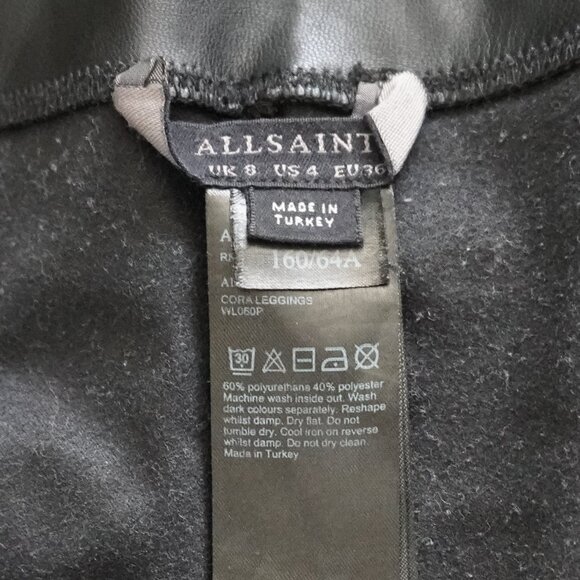 ALLSAINT
UK 8 US 4 EU 36
MADE IN
TURKEY
160/64A
CORA LEGGINGS
WL060P
30
60% polyurethane 40% polyester
Machine wash inside out. Wash
dark colours separately. Reshape
whilst damp. Dry flat. Do not
tumble dry. Cool iron on reverse
whilst damp. Do not dry clean.
Made in Turkey